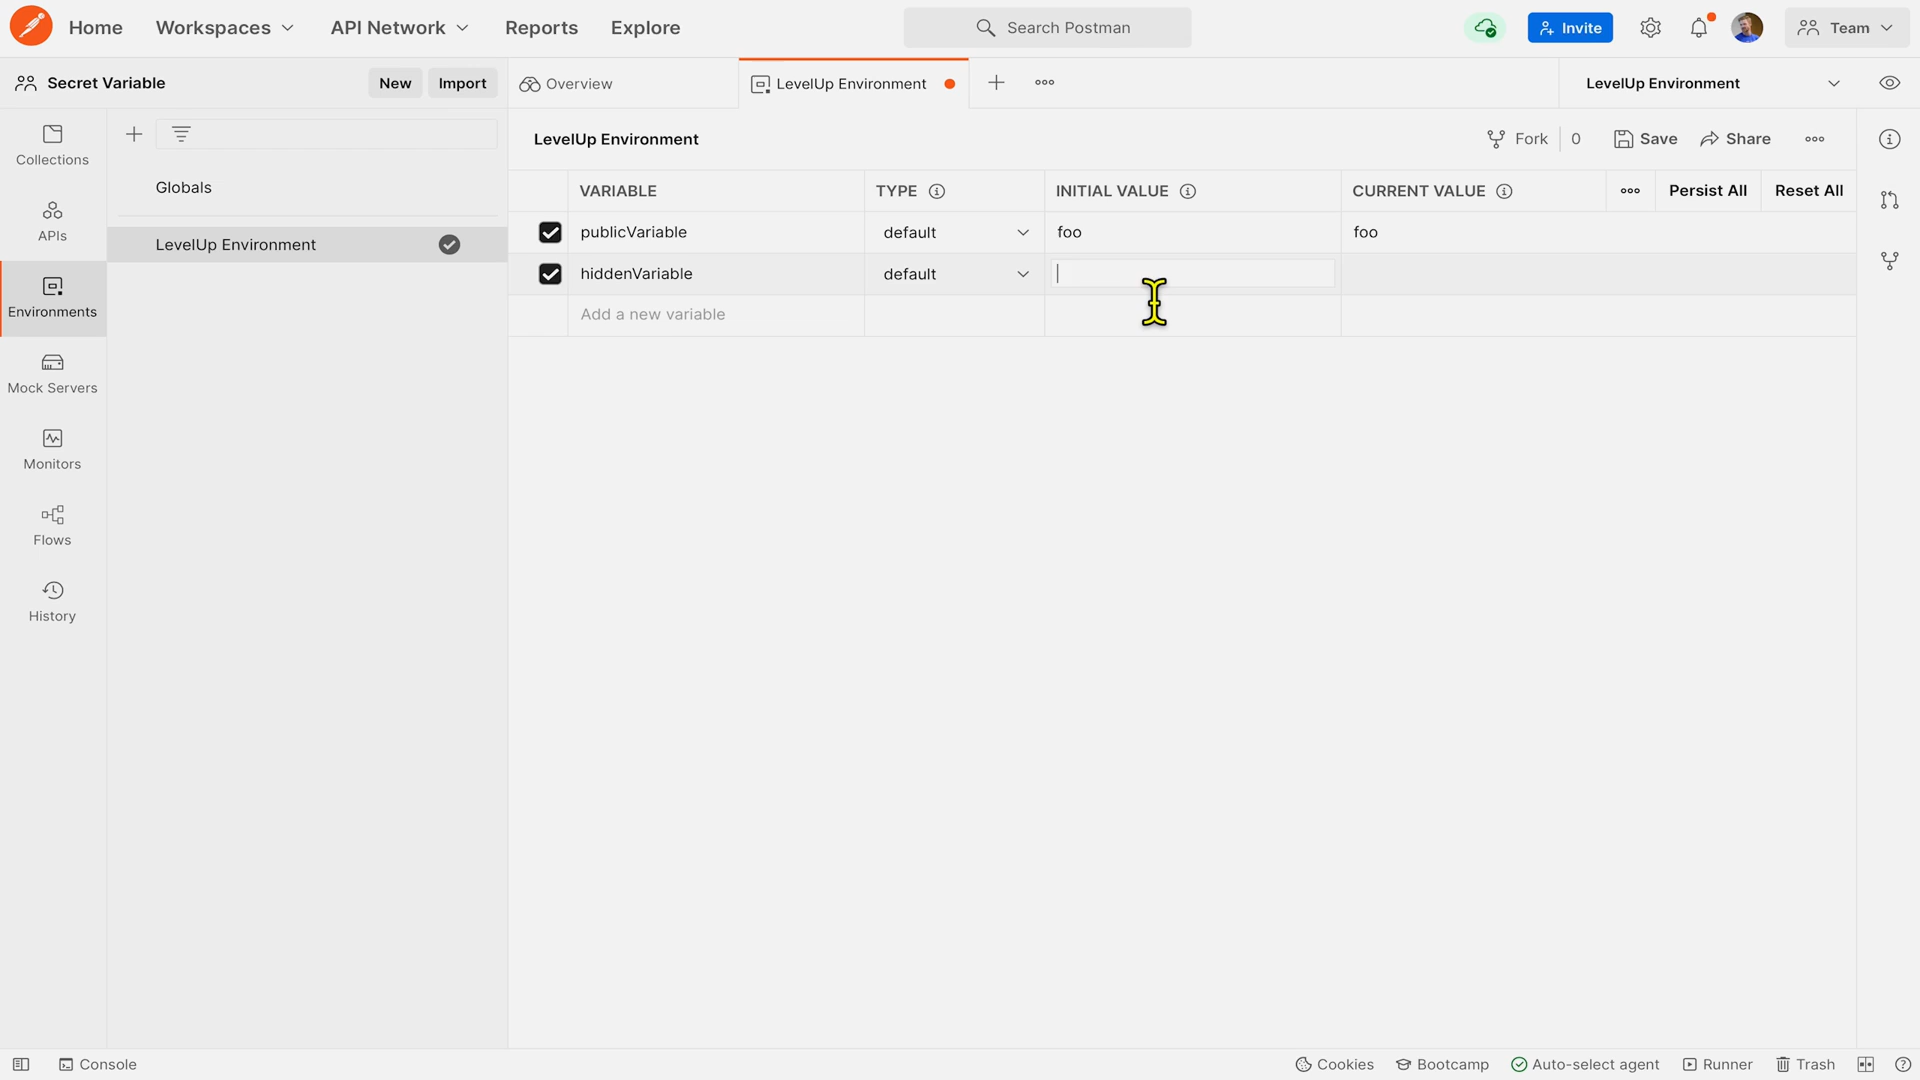 Home
Workspaces
API Network
Reports
Explore
Search Postman
Invite
Team
Secret Variable
New
Import
Overview
LevelUp Environment
LevelUp Environment
Collections
APIs
Environments
Mock Servers
Monitors
Flows
History
Globals
LevelUp Environment
LevelUp Environment
Fork
0
Save
Share
VARIABLE
TYPE
INITIAL VALUE
CURRENT VALUE
Persist All
Reset All
publicVariable
default
foo
foo
hiddenVariable
default
Add a new variable
Console
Cookies
Bootcamp
Auto-select agent
Runner
Trash